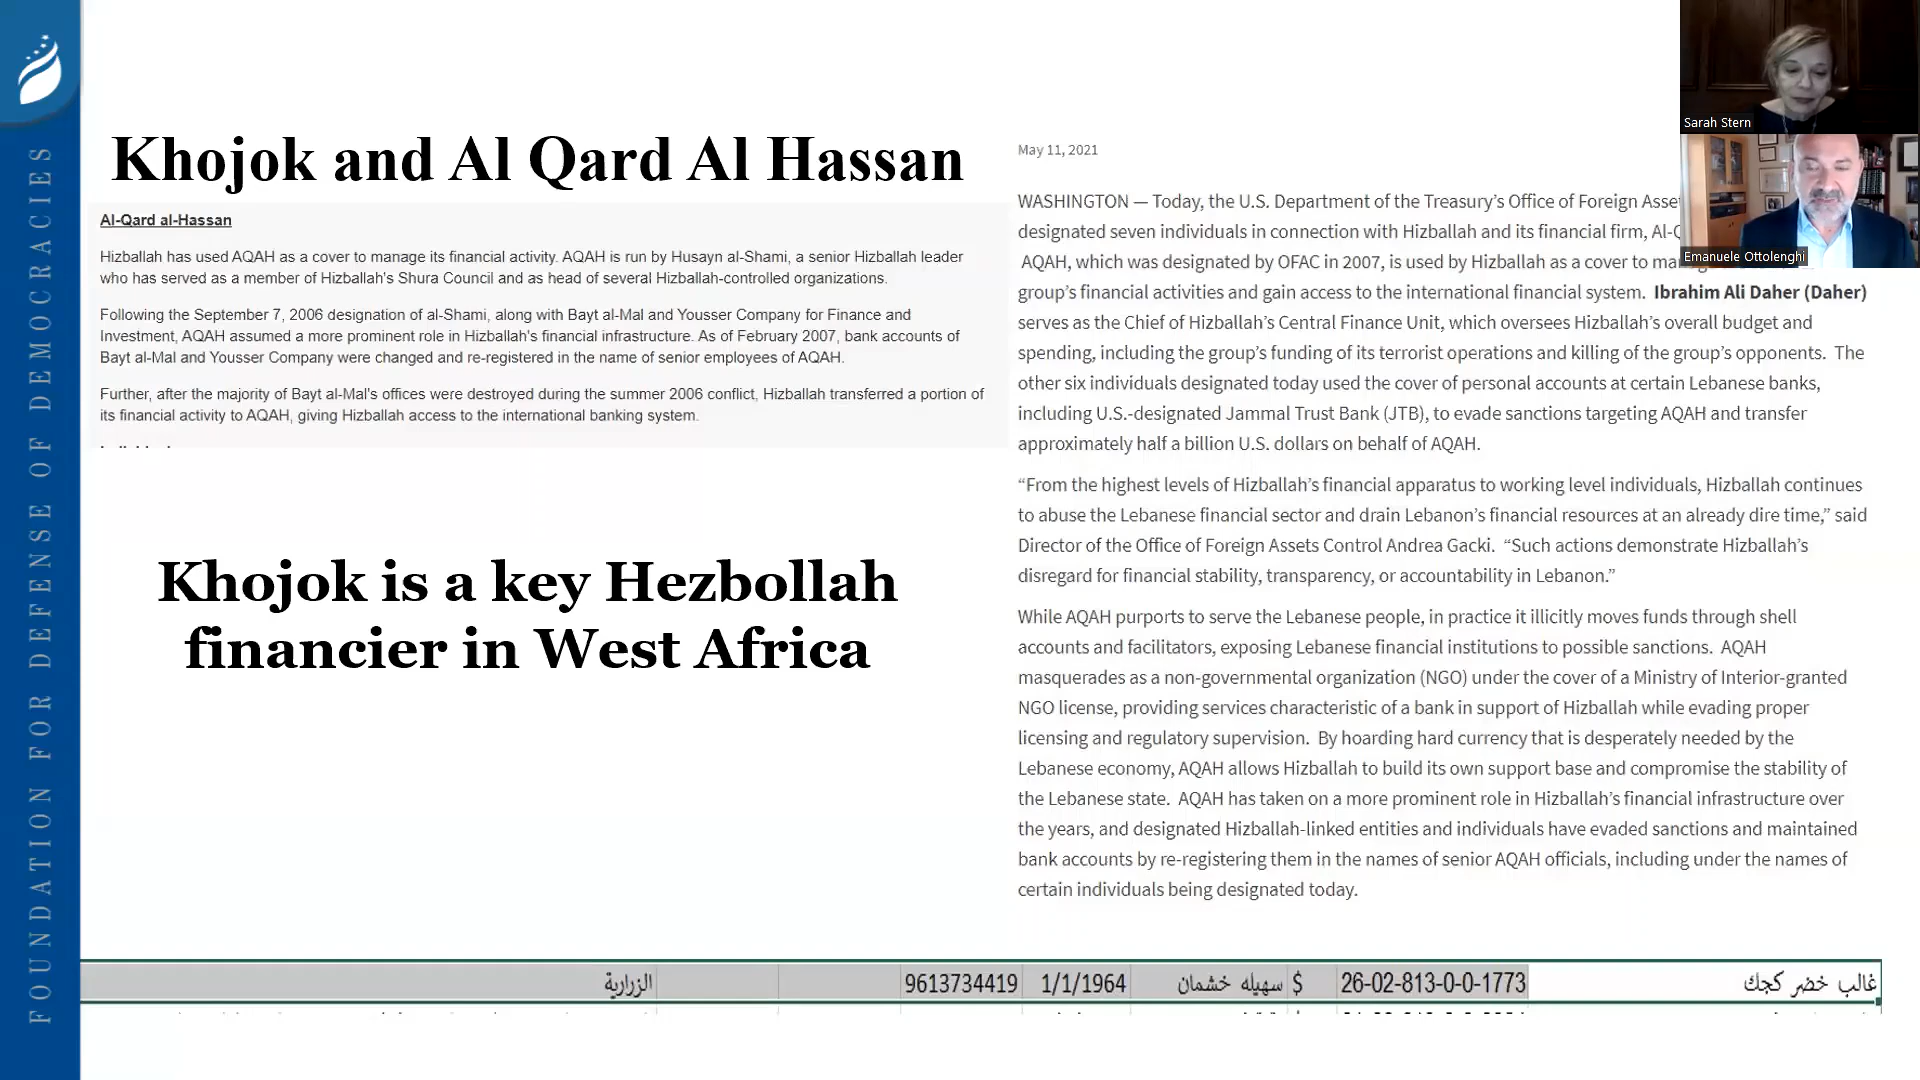 FOUNDATION FOR DEFENSE OF DEMOCRACIES
Khojok and Al Qard Al Hassan
Al-Qard al-Hassan
Hizballah has used AQAH as a cover to manage its financial activity. AQAH is run by Husayn al-Shami, a senior Hizballah leader
who has served as a member of Hizballah's Shura Council and as head of several Hizballah-controlled organizations.
Following the September 7, 2006 designation of al-Shami, along with Bayt al-Mal and Yousser Company for Finance and
Investment, AQAH assumed a more prominent role in Hizballah's financial infrastructure. As of February 2007, bank accounts of
Bayt al-Mal and Yousser Company were changed and re-registered in the name of senior employees of AQAH.
Further, after the majority of Bayt al-Mal's offices were destroyed during the summer 2006 conflict, Hizballah transferred a portion of
its financial activity to AQAH, giving Hizballah access to the international banking system.
Khojok is a key Hezbollah
financier in West Africa
May 11, 2021
WASHINGTON — Today, the U.S. Department of the Treasury’s Office of Foreign Asse
designated seven individuals in connection with Hizballah and its financial firm, Al-Q
AQAH, which was designated by OFAC in 2007, is used by Hizballah as a cover to manag
group’s financial activities and gain access to the international financial system. Ibrahim Ali Daher (Daher)
serves as the Chief of Hizballah’s Central Finance Unit, which oversees Hizballah’s overall budget and
spending, including the group’s funding of its terrorist operations and killing of the group’s opponents. The
other six individuals designated today used the cover of personal accounts at certain Lebanese banks,
including U.S.-designated Jammal Trust Bank (JTB), to evade sanctions targeting AQAH and transfer
approximately half a billion U.S. dollars on behalf of AQAH.
“From the highest levels of Hizballah’s financial apparatus to working level individuals, Hizballah continues
to abuse the Lebanese financial sector and drain Lebanon’s financial resources at an already dire time,” said
Director of the Office of Foreign Assets Control Andrea Gacki. “Such actions demonstrate Hizballah’s
disregard for financial stability, transparency, or accountability in Lebanon.”
While AQAH purports to serve the Lebanese people, in practice it illicitly moves funds through shell
accounts and facilitators, exposing Lebanese financial institutions to possible sanctions. AQAH
masquerades as a non-governmental organization (NGO) under the cover of a Ministry of Interior-granted
NGO license, providing services characteristic of a bank in support of Hizballah while evading proper
licensing and regulatory supervision. By hoarding hard currency that is desperately needed by the
Lebanese economy, AQAH allows Hizballah to build its own support base and compromise the stability of
the Lebanese state. AQAH has taken on a more prominent role in Hizballah’s financial infrastructure over
the years, and designated Hizballah-linked entities and individuals have evaded sanctions and maintained
bank accounts by re-registering them in the names of senior AQAH officials, including under the names of
certain individuals being designated today.
Sarah Stern
Emanuele Ottolenghi
غالب خضر كجك 26-02-813-0-0-1773 $ سهيله خشمان 1/1/1964 9613734419 الزرارية